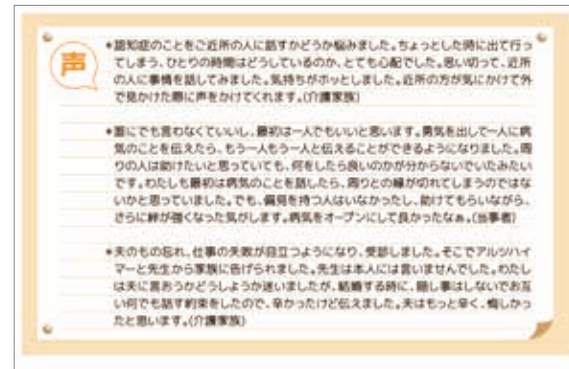 声
*認知症のことをご近所の人に話すかどうか悩みました。ちょっとした時に出て行っ
てしまう、ひとりの時間はどうしているのか、とても心配でした。思い切って、近所
の人に事情を話してみました。気持ちがホッとしました。近所の方が気にかけて外
で見かけた際に声をかけてくれます。(介護家族)
*誰にでも言わなくていいし、最初は一人でもいいと思います。勇気を出して一人に病
気のことを伝えたら、もう一人もう一人と伝えることができるようになりました。周
りの人は助けたいと思っていても、何をしたら良いのかが分からないでいたみたい
です。わたしも最初は病気のことを話したら、周りとの縁が切れてしまうのではな
いかと思っていました。でも、偏見を持つ人はいなかったし、助けてもらいながら、
さらに絆が強くなった気がします。病気をオープンにして良かったなぁ。(当事者)
*夫のもの忘れ、仕事の失敗が目立つようになり、受診しました。そこでアルツハイ
マーと先生から家族に告げられました。先生は本人には言いませんでした。わたし
は夫に言おうかどうしようか迷いましたが、結婚する時に、隠し事はしないでお互
い何でも話す約束をしたので、辛かったけど伝えました。夫はもっと辛く、悔しかっ
たと思います。(介護家族)